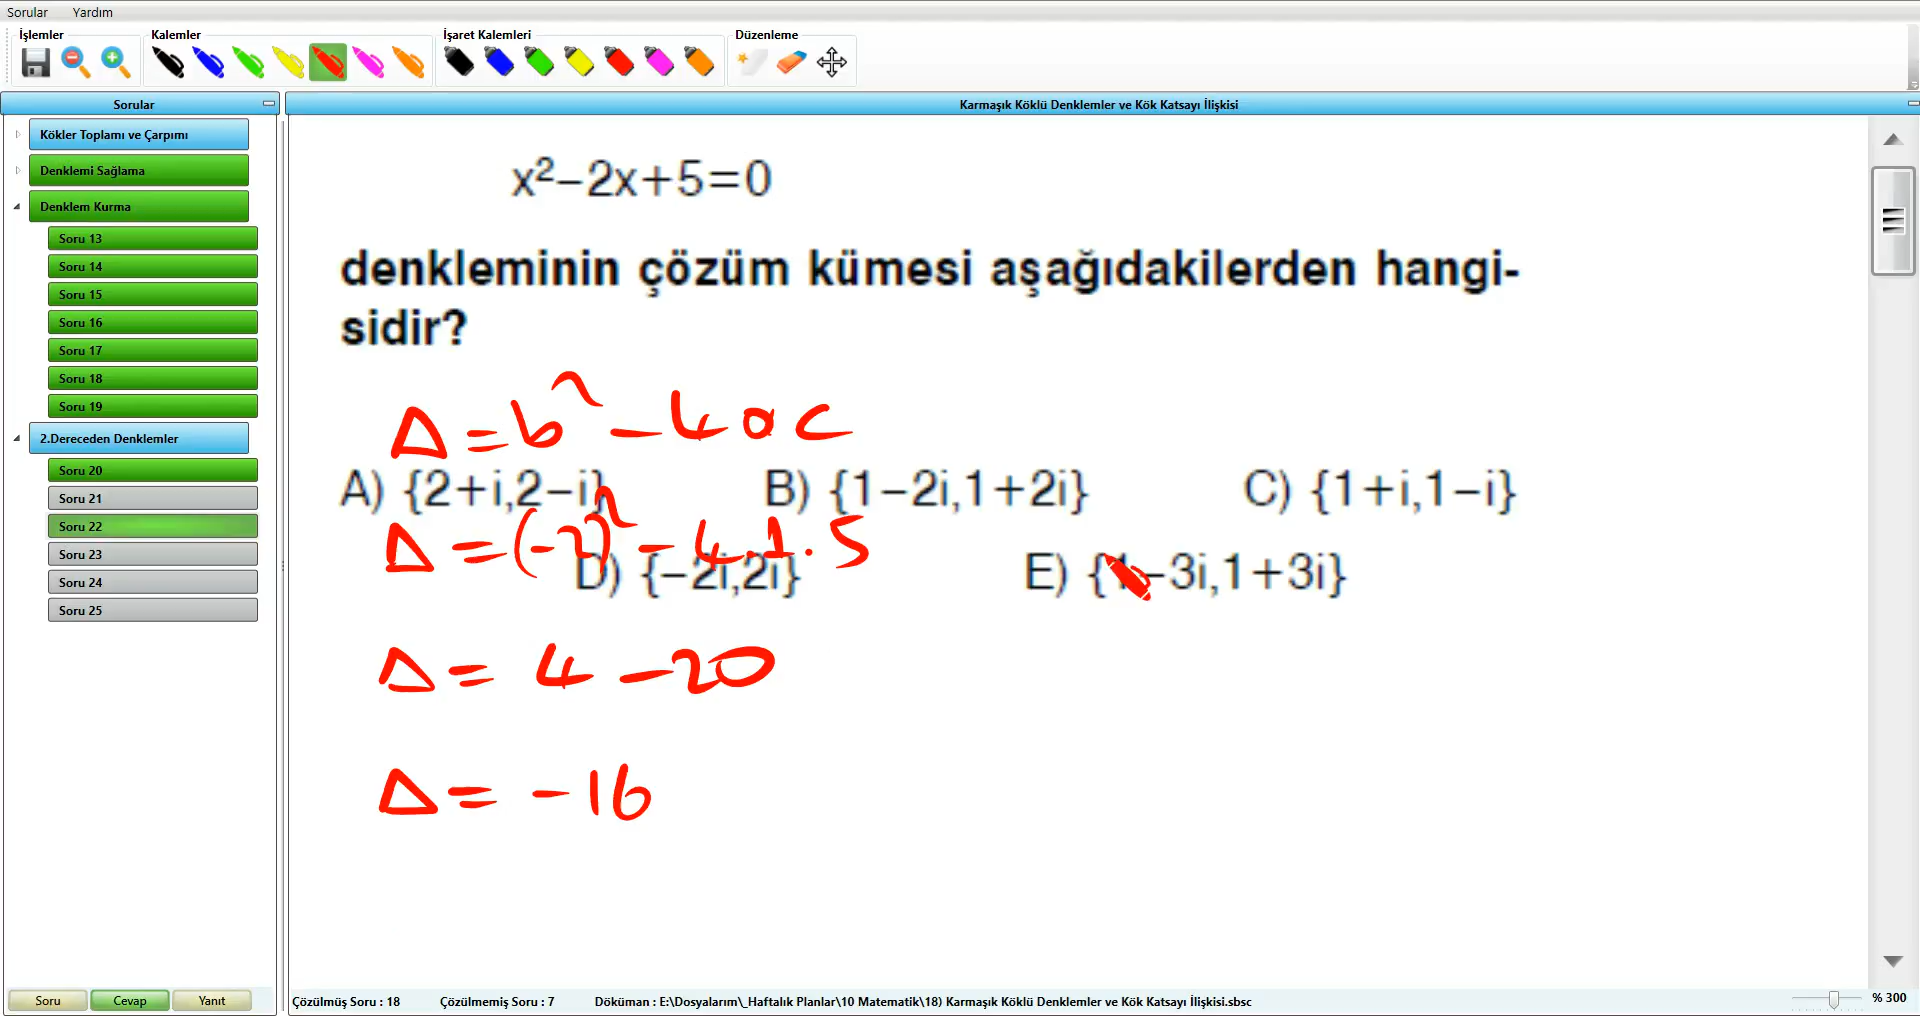 Sorular Yardım
İşlemler Kalemler İşaret Kalemleri Düzenleme
Sorular
Kökler Toplamı ve Çarpımı
Denklemi Sağlama
Denklem Kurma
Soru 13
Soru 14
Soru 15
Soru 16
Soru 17
Soru 18
Soru 19
2.Dereceden Denklemler
Soru 20
Soru 21
Soru 22
Soru 23
Soru 24
Soru 25
Soru Cevap Yanıt
Karmaşık Köklü Denklemler ve Kök Katsayı İlişkisi
x²−2x+5=0
denkleminin çözüm kümesi aşağıdakilerden hangi-
sidir?
Δ = b² − 4ac
A) {2+i,2−i} B) {1−2i,1+2i} C) {1+i,1−i}
Δ = (−2)² − 4.1.5
D) {−2i,2i} E) {1−3i,1+3i}
Δ = 4 − 20
Δ = −16
Çözülmüş Soru : 18 Çözülmemiş Soru : 7 Döküman : E:\Dosyalarım\_Haftalık Planlar\10 Matematik\18) Karmaşık Köklü Denklemler ve Kök Katsayı İlişkisi.sbsc % 300